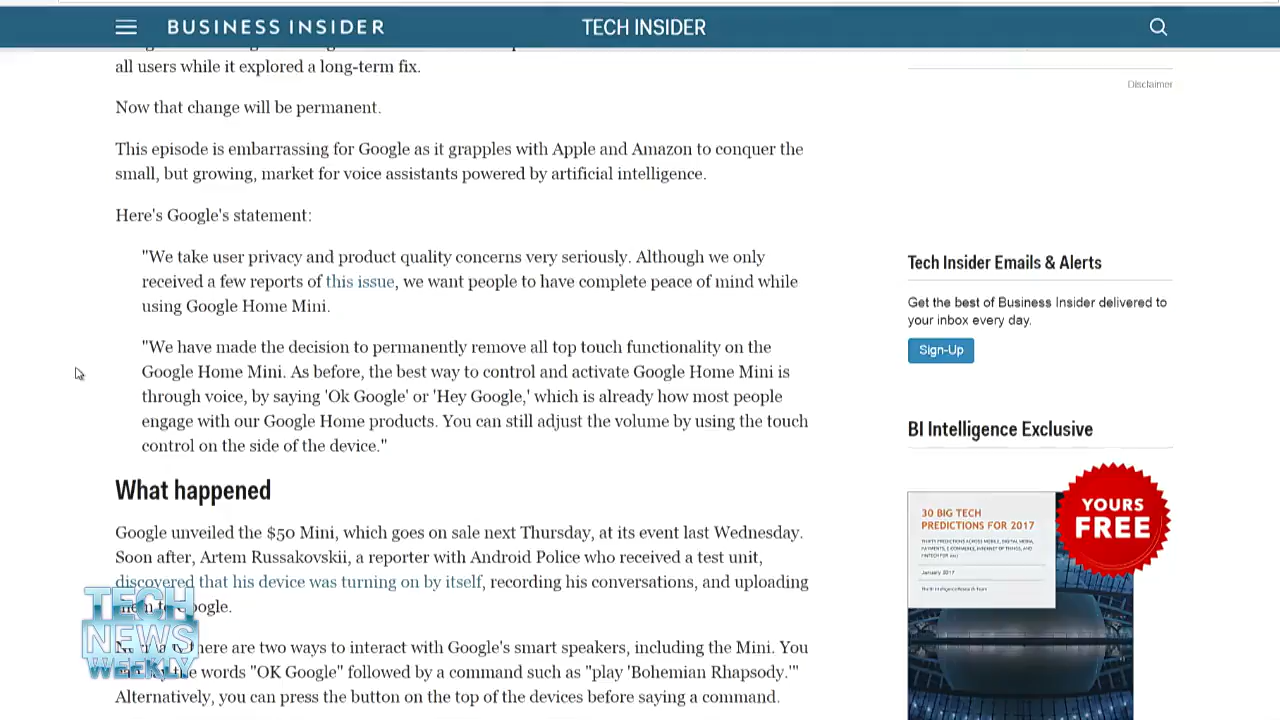 BUSINESS INSIDER
TECH INSIDER
all users while it explored a long-term fix.
Now that change will be permanent.
This episode is embarrassing for Google as it grapples with Apple and Amazon to conquer the
small, but growing, market for voice assistants powered by artificial intelligence.
Here's Google's statement:
"We take user privacy and product quality concerns very seriously. Although we only
received a few reports of this issue, we want people to have complete peace of mind while
using Google Home Mini.
"We have made the decision to permanently remove all top touch functionality on the
Google Home Mini. As before, the best way to control and activate Google Home Mini is
through voice, by saying 'Ok Google' or 'Hey Google,' which is already how most people
engage with our Google Home products. You can still adjust the volume by using the touch
control on the side of the device."
What happened
Google unveiled the $50 Mini, which goes on sale next Thursday, at its event last Wednesday.
Soon after, Artem Russakovskii, a reporter with Android Police who received a test unit,
discovered that his device was turning on by itself, recording his conversations, and uploading
them to Google.
there are two ways to interact with Google's smart speakers, including the Mini. You
the words "OK Google" followed by a command such as "play 'Bohemian Rhapsody.'"
Alternatively, you can press the button on the top of the devices before saying a command.
TECH
NEWS
WEEKLY
Disclaimer
Tech Insider Emails & Alerts
Get the best of Business Insider delivered to
your inbox every day.
Sign-Up
BI Intelligence Exclusive
YOURS
FREE
30 BIG TECH
PREDICTIONS FOR 2017
January 2017